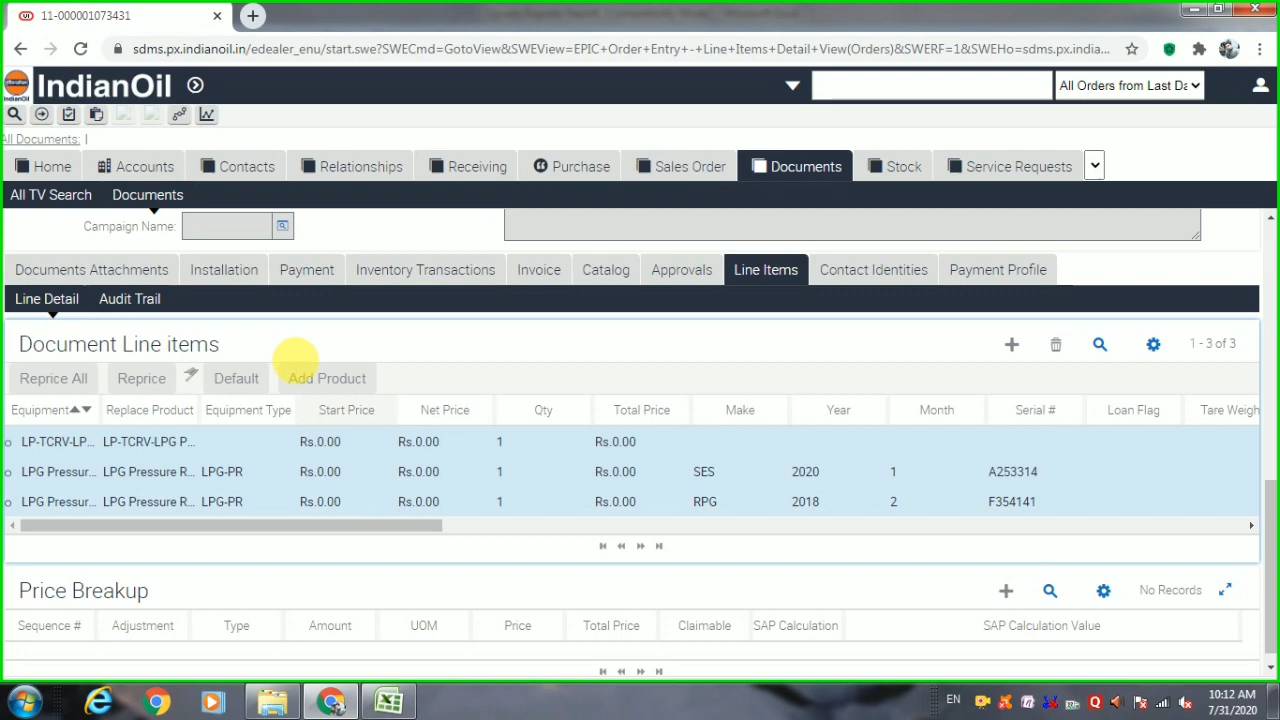 11-000001073431
sdms.px.indianoil.in/edealer_enu/start.swe?SWECmd=GotoView&SWEView=EPIC+Order+Entry+-+Line+Items+Detail+View(Orders)&SWERF=1&SWEHo=sdms.px.india...
IndianOil
All Orders from Last Da
All Documents: |
Home Accounts Contacts Relationships Receiving Purchase Sales Order Documents Stock Service Requests
All TV Search Documents
Campaign Name:
Documents Attachments Installation Payment Inventory Transactions Invoice Catalog Approvals Line Items Contact Identities Payment Profile
Line Detail Audit Trail
Document Line items 1 - 3 of 3
Reprice All Reprice Default Add Product
Equipment Replace Product Equipment Type Start Price Net Price Qty Total Price Make Year Month Serial # Loan Flag Tare Weigh
LP-TCRV-LP... LP-TCRV-LPG P... Rs.0.00 Rs.0.00 1 Rs.0.00
LPG Pressur... LPG Pressure R... LPG-PR Rs.0.00 Rs.0.00 1 Rs.0.00 SES 2020 1 A253314
LPG Pressur... LPG Pressure R... LPG-PR Rs.0.00 Rs.0.00 1 Rs.0.00 RPG 2018 2 F354141
Price Breakup No Records
Sequence # Adjustment Type Amount UOM Price Total Price Claimable SAP Calculation SAP Calculation Value
EN 10:12 AM
7/31/2020